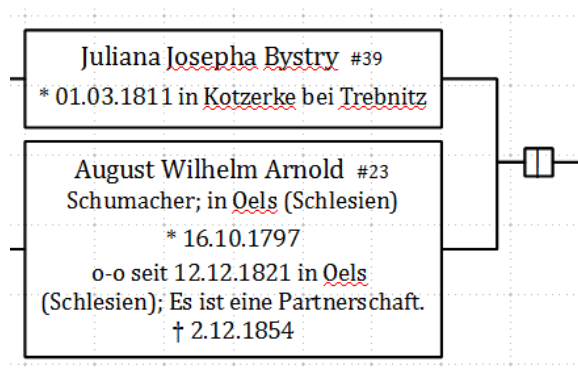 Juliana Josepha Bystry #39
* 01.03.1811 in Kotzerke bei Trebnitz
August Wilhelm Arnold #23
Schumacher; in Oels (Schlesien)
* 16.10.1797
o-o seit 12.12.1821 in Oels
(Schlesien); Es ist eine Partnerschaft.
† 2.12.1854